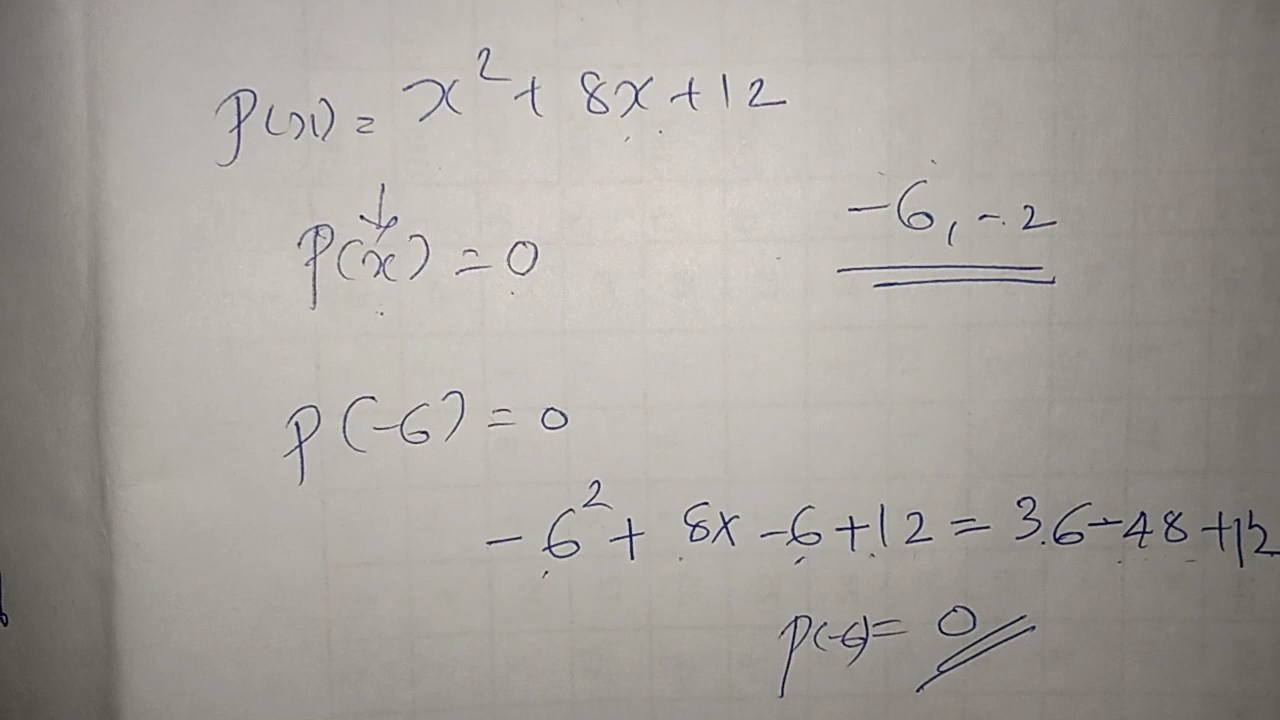 P(x) = x² + 8x + 12
P(x) = 0
-6, -2
P(-6) = 0
-6² + 8x -6 + 12 = 36 - 48 + 12
P(-6) = 0